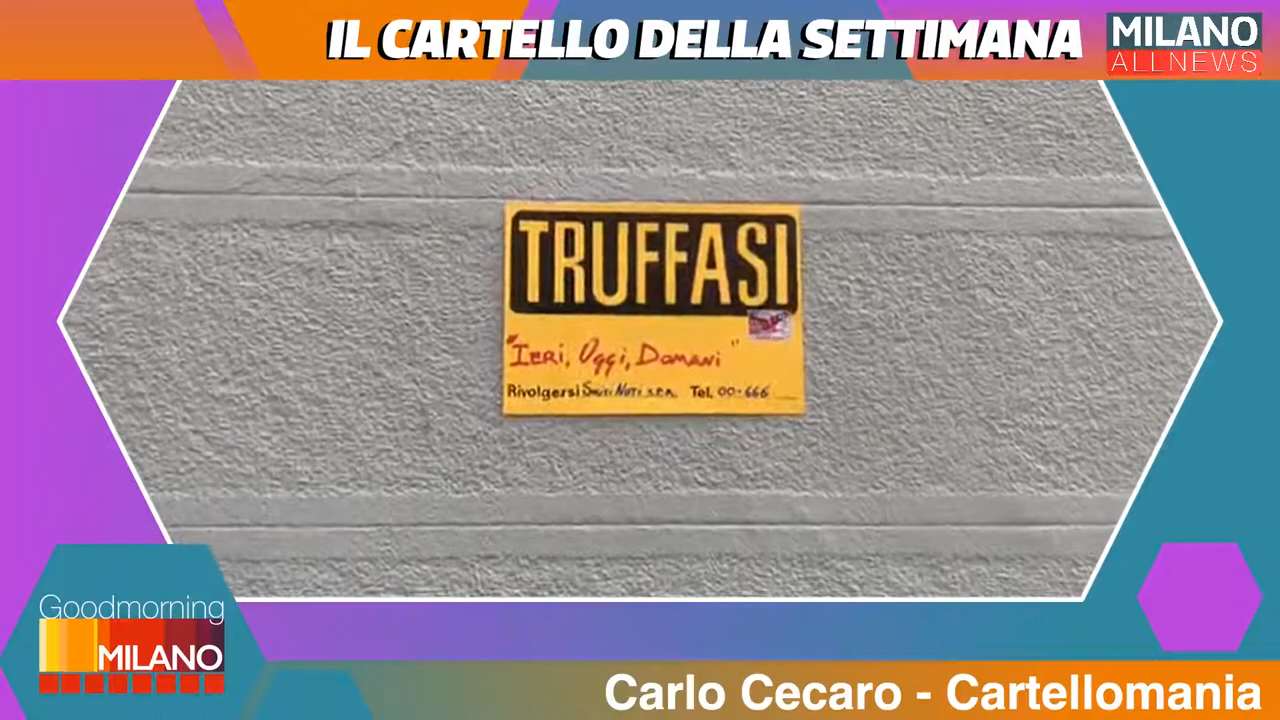 IL CARTELLO DELLA SETTIMANA
MILANO
ALLNEWS
TRUFFASI
"Ieri, Oggi, Domani"
Rivolgersi S.p.A. Tel. 00-666
Goodmorning
MILANO
Carlo Cecaro - Cartellomania